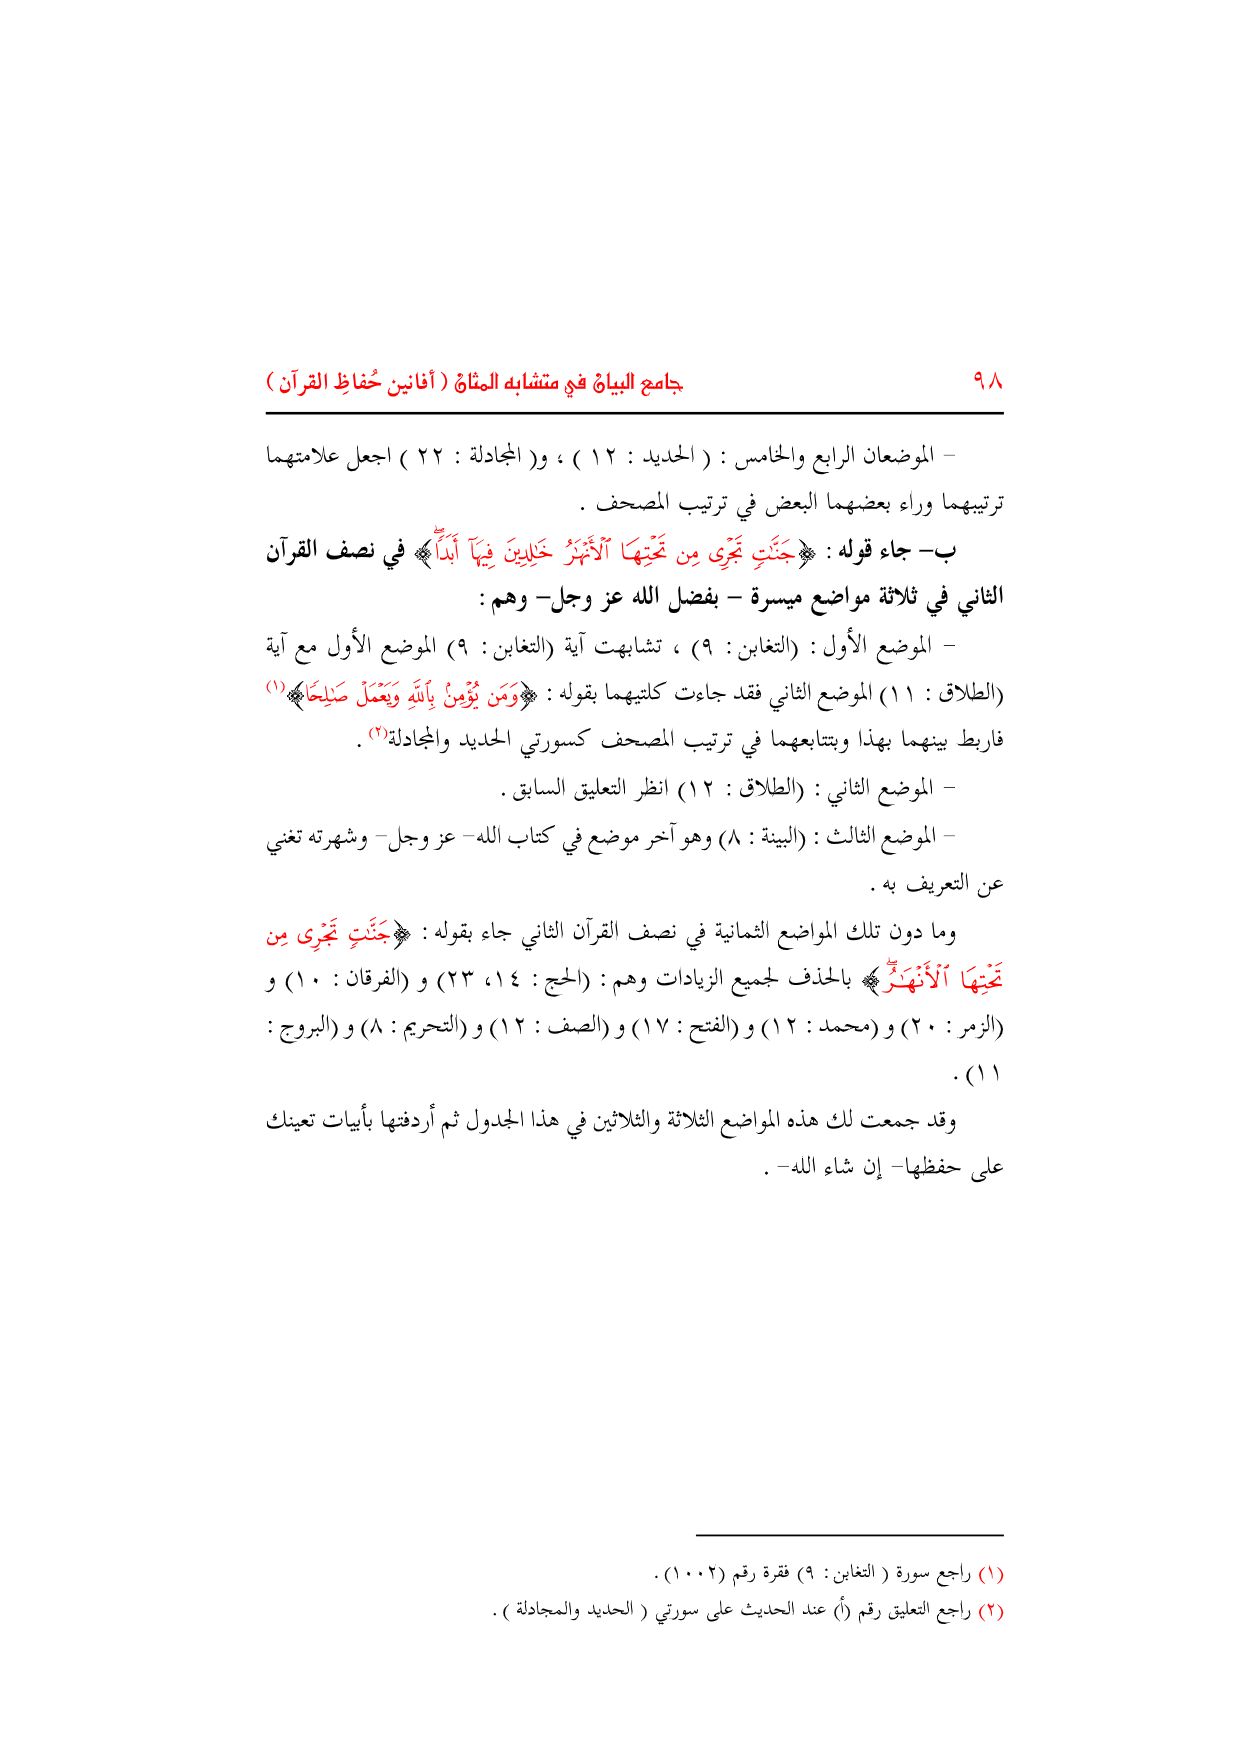 ٩٨ جامع البيان في متشابه المثان ( أفانين حُفاظِ القرآن )
– الموضعان الرابع والخامس : ( الحديد : ١٢ ) ، و( المجادلة : ٢٢ ) اجعل علامتهما
ترتيبهما وراء بعضهما البعض في ترتيب المصحف .
ب– جاء قوله : ﴿جَنَّٰتٖ تَجۡرِي مِن تَحۡتِهَا ٱلۡأَنۡهَٰرُ خَٰلِدِينَ فِيهَآ أَبَدٗاۖ﴾ في نصف القرآن
الثاني في ثلاثة مواضع ميسرة – بفضل الله عز وجل– وهم :
– الموضع الأول : (التغابن : ٩) ، تشابهت آية (التغابن : ٩) الموضع الأول مع آية
(الطلاق : ١١) الموضع الثاني فقد جاءت كلتيهما بقوله : ﴿وَمَن يُؤۡمِنۢ بِٱللَّهِ وَيَعۡمَلۡ صَٰلِحٗا﴾(١)
فاربط بينهما بهذا وبتتابعهما في ترتيب المصحف كسورتي الحديد والمجادلة(٢) .
– الموضع الثاني : (الطلاق : ١٢) انظر التعليق السابق .
– الموضع الثالث : (البينة : ٨) وهو آخر موضع في كتاب الله– عز وجل– وشهرته تغني
عن التعريف به .
وما دون تلك المواضع الثمانية في نصف القرآن الثاني جاء بقوله : ﴿جَنَّٰتٖ تَجۡرِي مِن
تَحۡتِهَا ٱلۡأَنۡهَٰرُۖ﴾ بالحذف لجميع الزيادات وهم : (الحج : ١٤، ٢٣) و (الفرقان : ١٠) و
(الزمر : ٢٠) و (محمد : ١٢) و (الفتح : ١٧) و (الصف : ١٢) و (التحريم : ٨) و (البروج :
١١) .
وقد جمعت لك هذه المواضع الثلاثة والثلاثين في هذا الجدول ثم أردفتها بأبيات تعينك
على حفظها– إن شاء الله– .
(١) راجع سورة ( التغابن : ٩) فقرة رقم (١٠٠٢) .
(٢) راجع التعليق رقم (أ) عند الحديث على سورتي ( الحديد والمجادلة ) .